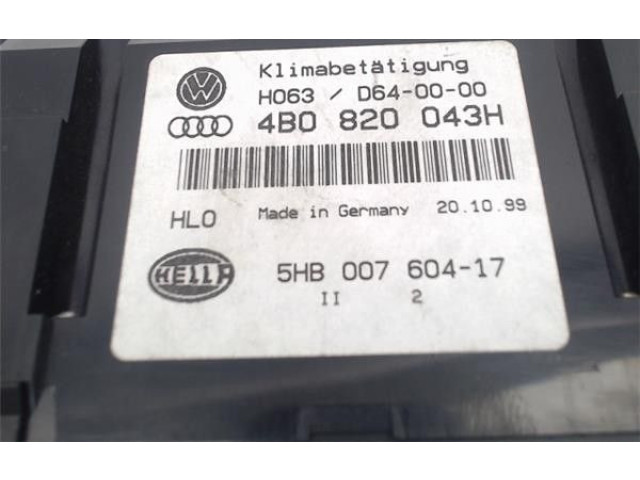 Klimabetätigung
H063 / D64-00-00
4B0 820 043H
HLO Made in Germany 20.10.99
HELLA 5HB 007 604-17
II 2